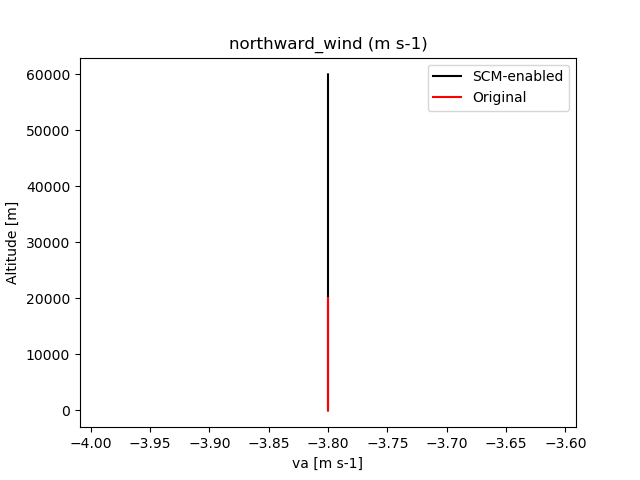 northward_wind (m s-1)
SCM-enabled
Original
Altitude [m]
60000
50000
40000
30000
20000
10000
0
−4.00 −3.95 −3.90 −3.85 −3.80 −3.75 −3.70 −3.65 −3.60
va [m s-1]